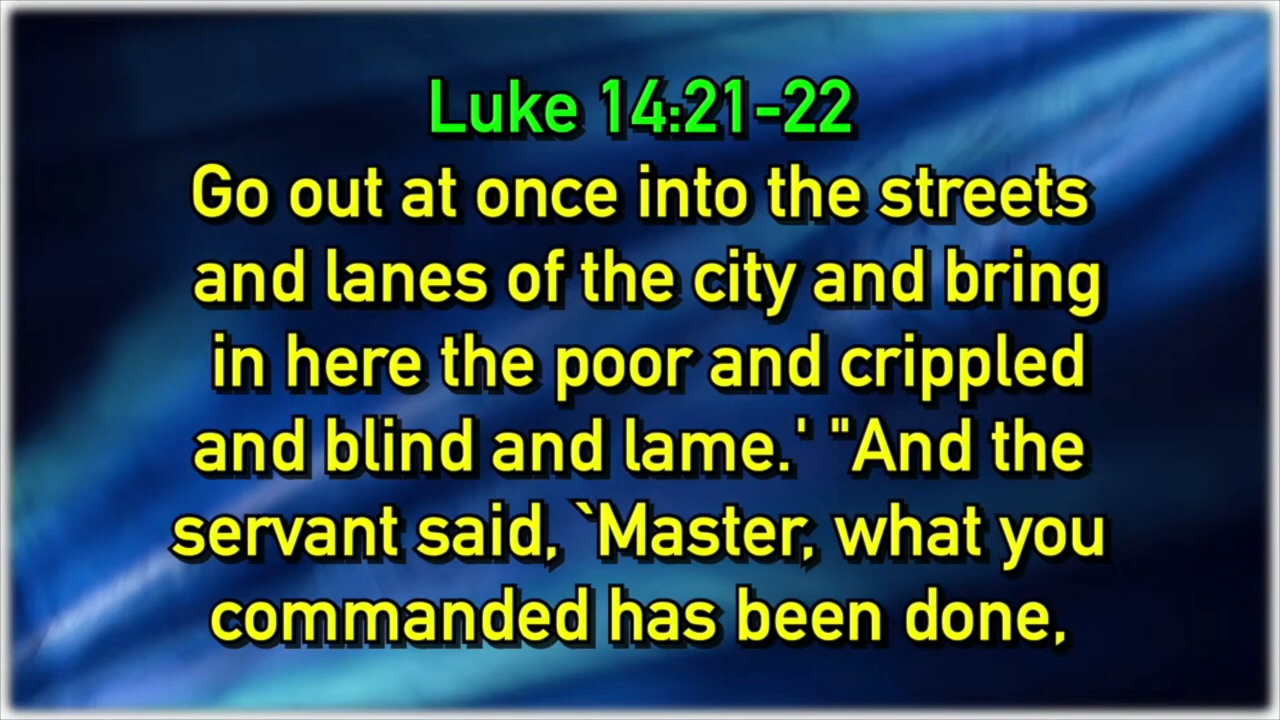 Luke 14:21-22
Go out at once into the streets
and lanes of the city and bring
in here the poor and crippled
and blind and lame.' "And the
servant said, `Master, what you
commanded has been done,